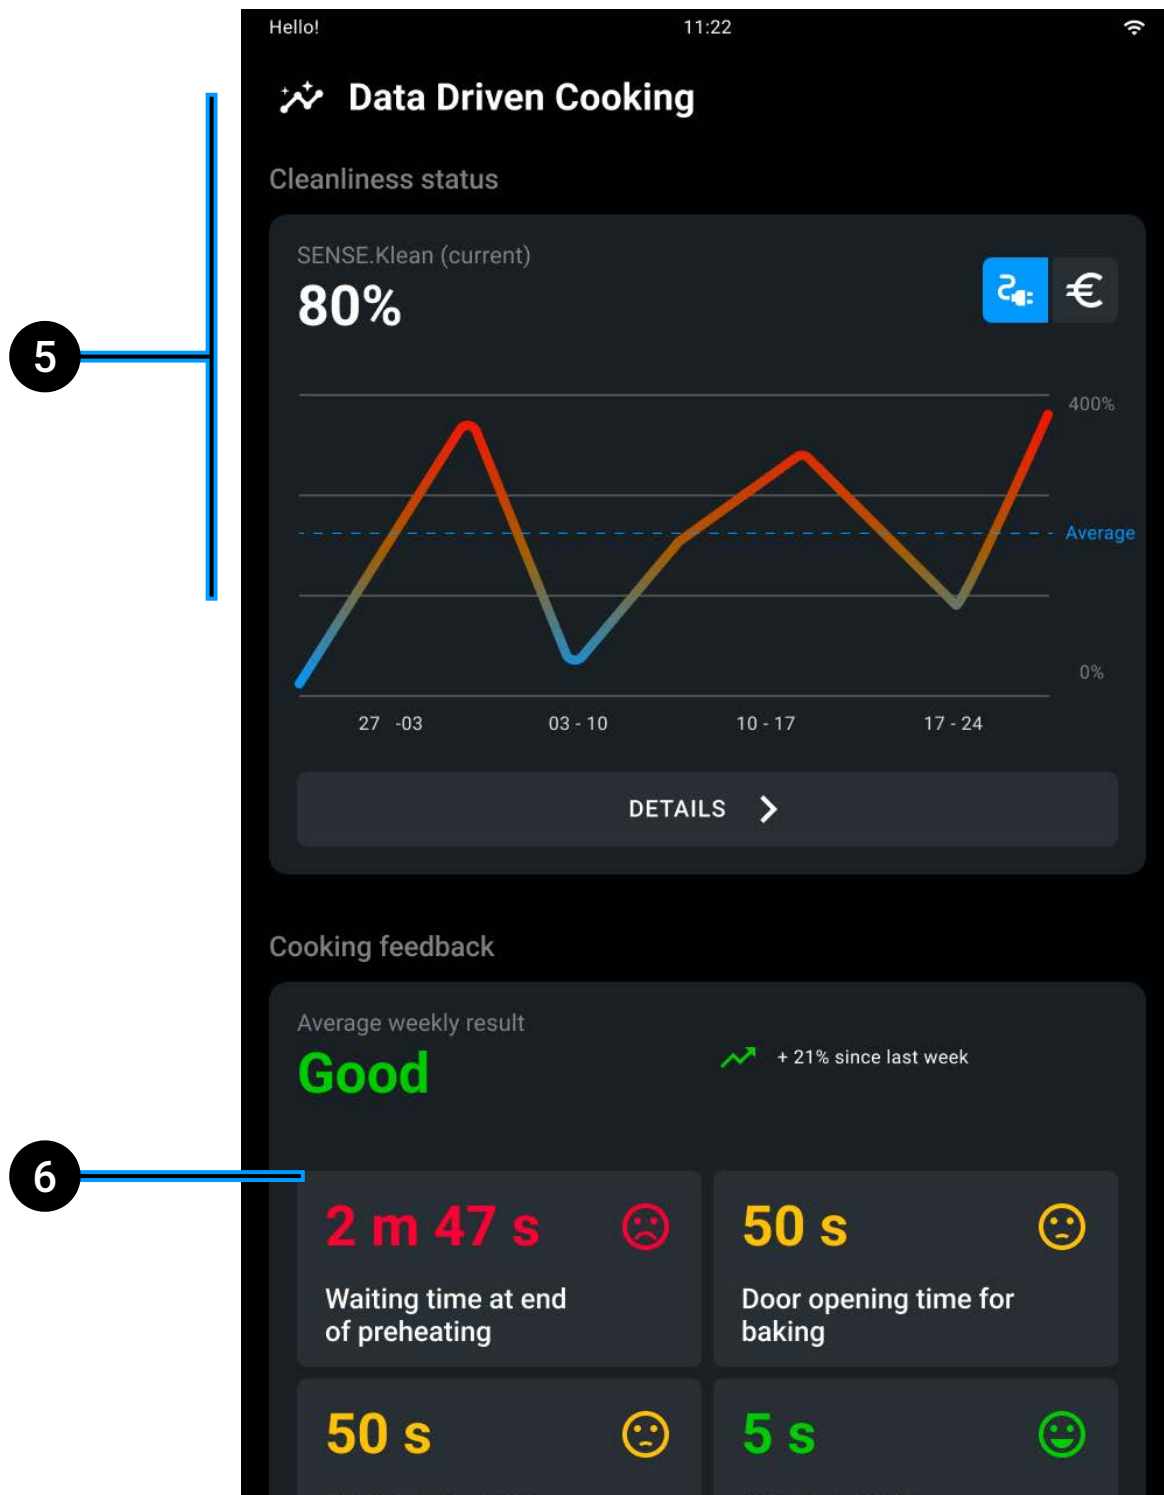 Hello!
11:22
Data Driven Cooking
Cleanliness status
SENSE.Klean (current)
80%
€
5
400%
Average
0%
27 -03
03 - 10
10 - 17
17 - 24
DETAILS
Cooking feedback
Average weekly result
Good
+ 21% since last week
6
2 m 47 s
Waiting time at end
of preheating
50 s
Door opening time for
baking
50 s
5 s